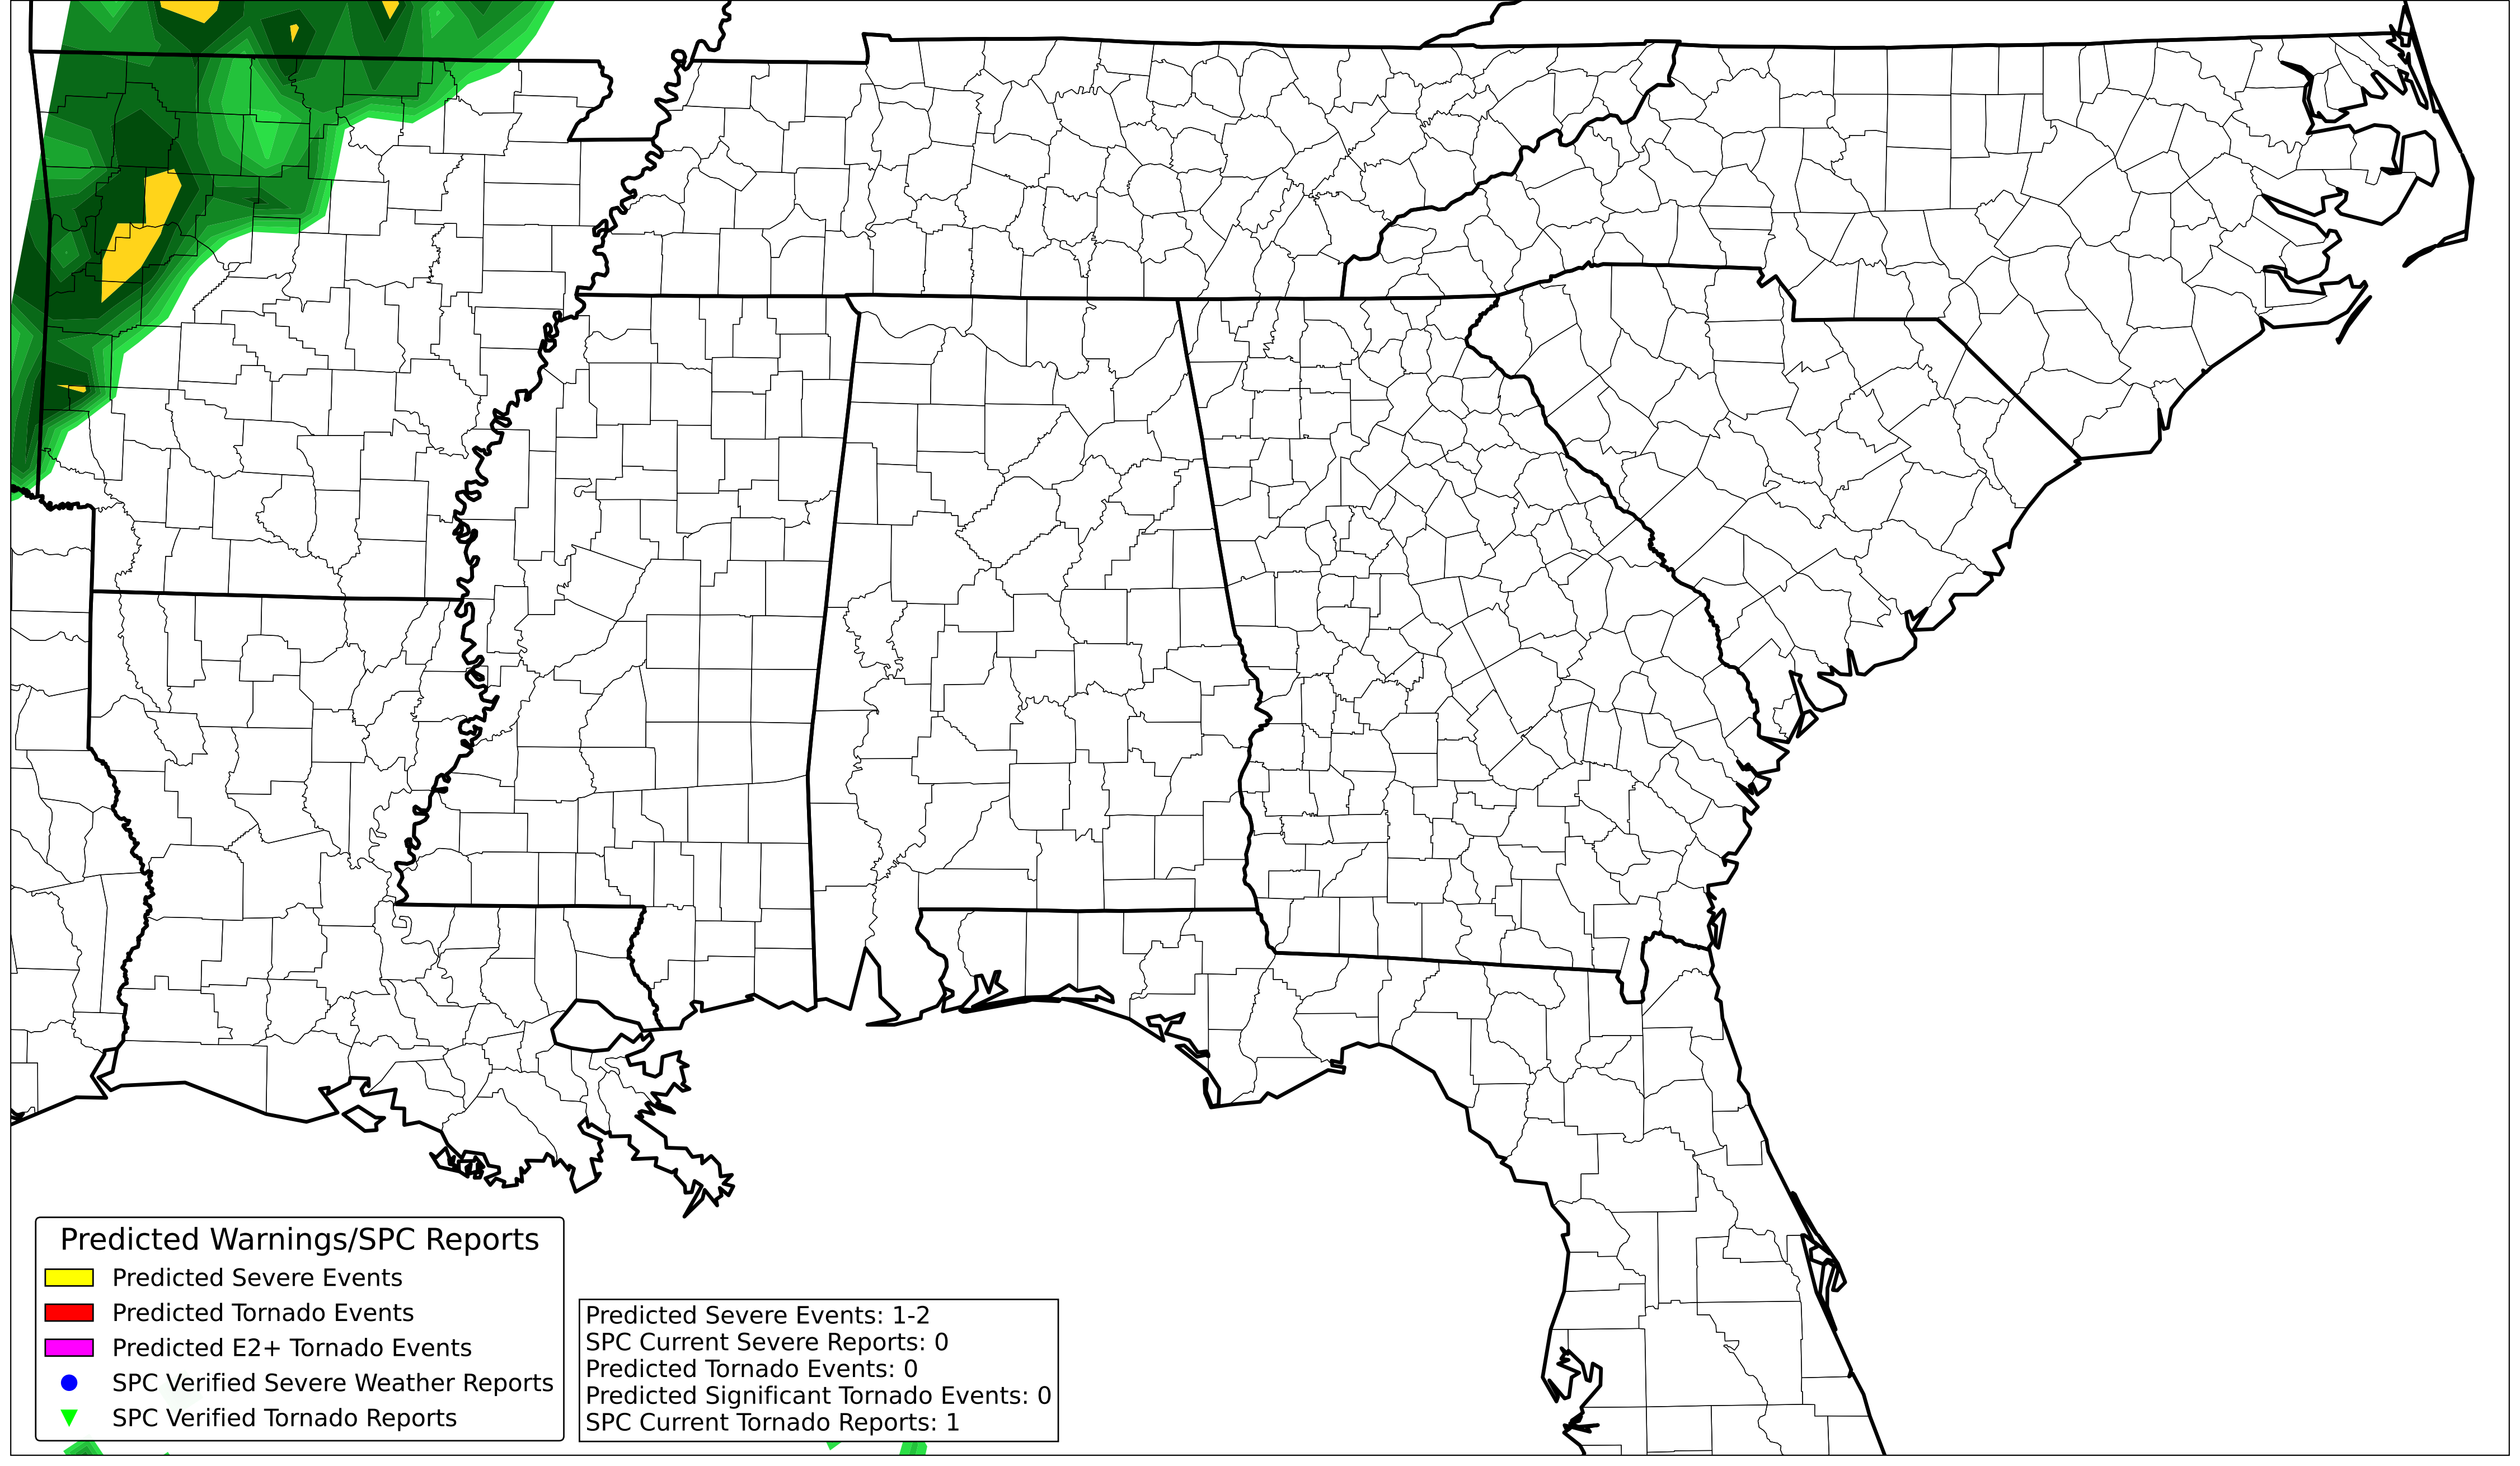 Predicted Warnings/SPC Reports
Predicted Severe Events
Predicted Tornado Events
Predicted E2+ Tornado Events
SPC Verified Severe Weather Reports
SPC Verified Tornado Reports
Predicted Severe Events: 1-2
SPC Current Severe Reports: 0
Predicted Tornado Events: 0
Predicted Significant Tornado Events: 0
SPC Current Tornado Reports: 1